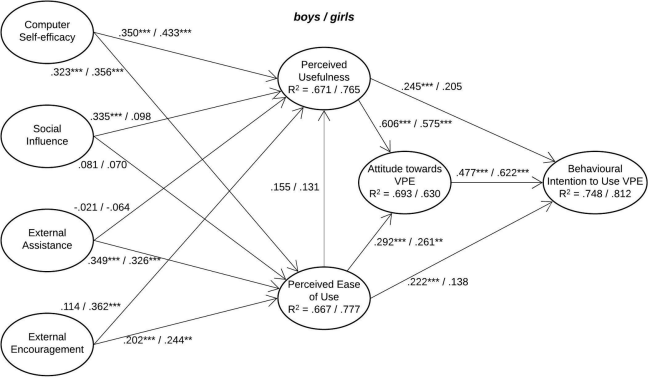 boys / girls
Computer
Self-efficacy
.350*** / .433***
.323*** / .356***
Perceived
Usefulness
R² = .671 / .765
.245*** / .205
Social
Influence
.335*** / .098
.081 / .070
.606*** / .575***
Attitude towards
VPE
R² = .693 / .630
.477*** / .622***
Behavioural
Intention to Use VPE
R² = .748 / .812
.155 / .131
-.021 / -.064
External
Assistance
.349*** / .326***
.292*** / .261**
Perceived Ease
of Use
R² = .667 / .777
.222*** / .138
.114 / .362***
External
Encouragement
.202*** / .244**